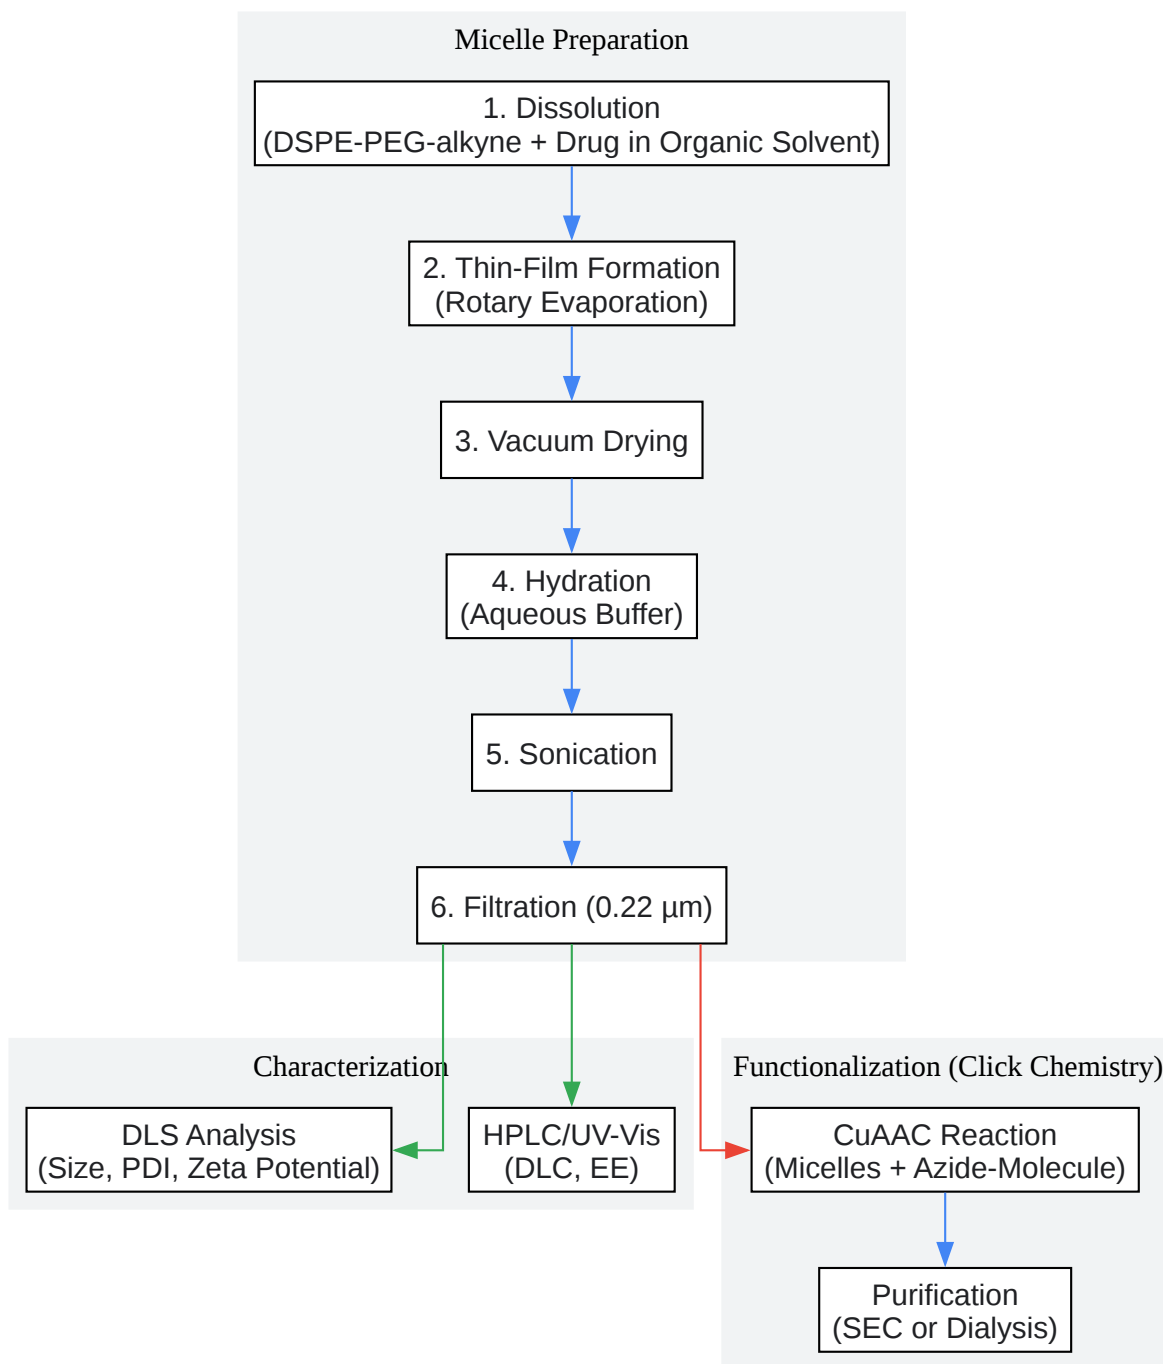 Micelle Preparation
1. Dissolution
(DSPE-PEG-alkyne + Drug in Organic Solvent)
2. Thin-Film Formation
(Rotary Evaporation)
3. Vacuum Drying
4. Hydration
(Aqueous Buffer)
5. Sonication
6. Filtration (0.22 µm)
Characterization
DLS Analysis
(Size, PDI, Zeta Potential)
HPLC/UV-Vis
(DLC, EE)
Functionalization (Click Chemistry)
CuAAC Reaction
(Micelles + Azide-Molecule)
Purification
(SEC or Dialysis)